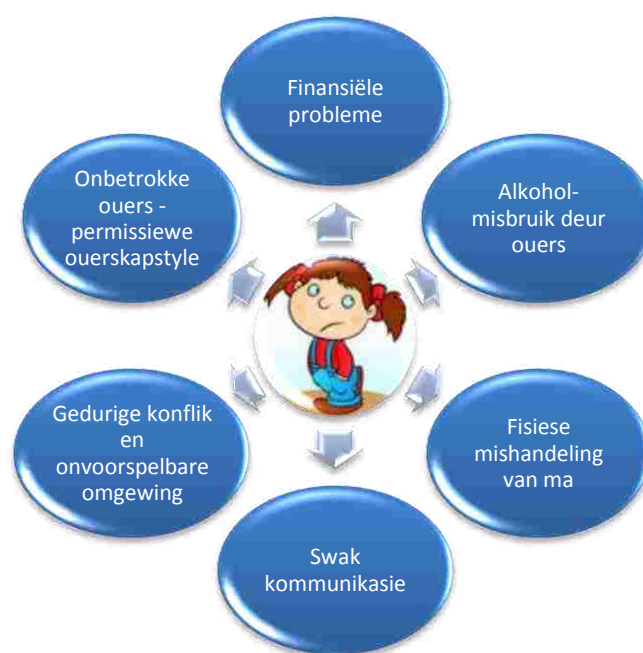 Finansiële
probleme
Alkohol-
misbruik deur
ouers
Fisiese
mishandeling
van ma
Swak
kommunikasie
Gedurige konflik
en
onvoorspelbare
omgewing
Onbetrokke
ouers -
permissiewe
ouerskapstyle